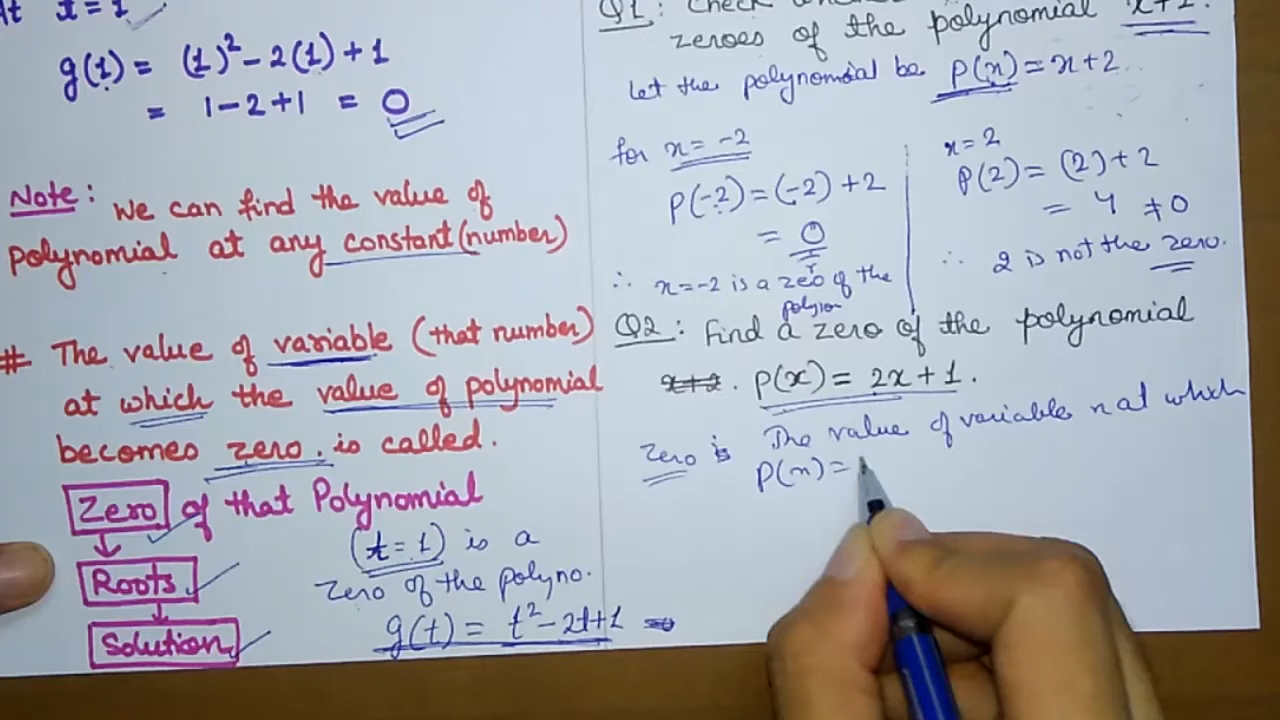 At t = 1
g(1) = (1)² - 2(1) + 1
= 1 - 2 + 1 = 0
Note: We can find the value of
polynomial at any constant (number)
# The value of variable (that number)
at which the value of polynomial
becomes zero. is called.
Zero of that Polynomial
Roots
Solution
(t = 1) is a
zero of the polyno.
g(t) = t² - 2t + 1
Q1: Check
zeroes of the polynomial x+2.
Let the polynomial be p(x) = x + 2
for x = -2
p(-2) = (-2) + 2
= 0
∴ x = -2 is a zero of the
x = 2
p(2) = (2) + 2
= 4 ≠ 0
∴ 2 is not the zero.
Q2: Find a zero of the polynomial
p(x) = 2x + 1.
Zero is The value of variable x at which
p(x) =